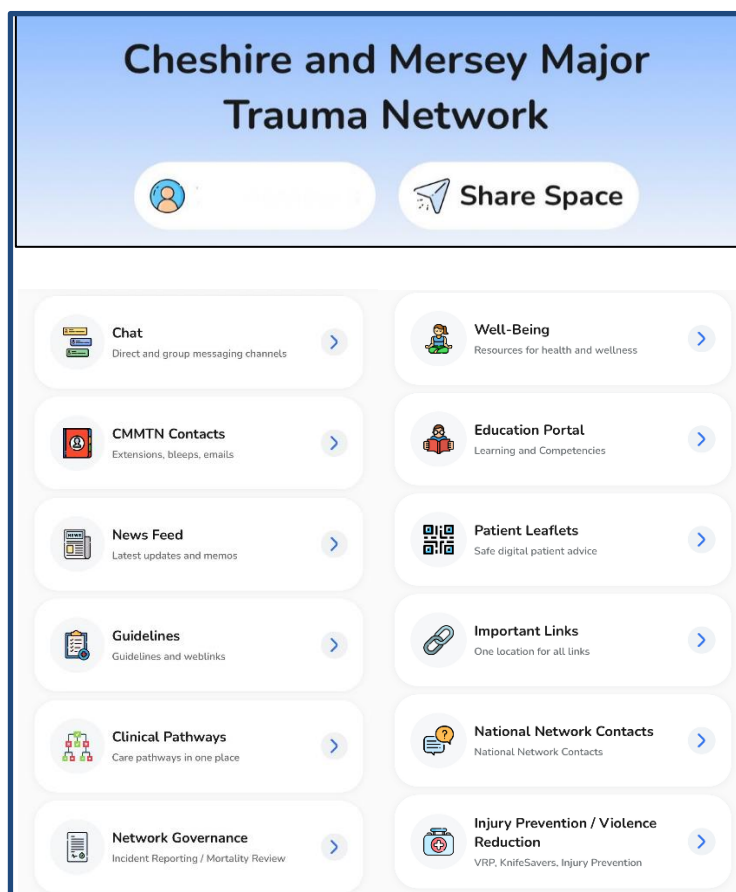 Cheshire and Mersey Major
Trauma Network
Share Space
Chat
Direct and group messaging channels
CMMTN Contacts
Extensions, bleeps, emails
News Feed
Latest updates and memos
Guidelines
Guidelines and weblinks
Clinical Pathways
Care pathways in one place
Network Governance
Incident Reporting / Mortality Review
Well-Being
Resources for health and wellness
Education Portal
Learning and Competencies
Patient Leaflets
Safe digital patient advice
Important Links
One location for all links
National Network Contacts
National Network Contacts
Injury Prevention / Violence
Reduction
VRP, KnifeSavers, Injury Prevention